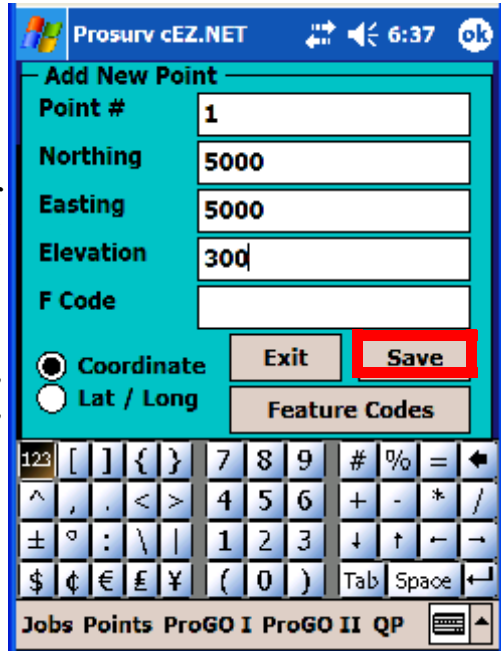 Prosurv cEZ.NET 6:37 ok
Add New Point
Point # 1
Northing 5000
Easting 5000
Elevation 300
F Code
Coordinate Exit Save
Lat / Long Feature Codes
123 [ ] { } 7 8 9 # % = 🠸
^ , . < > 4 5 6 + - * /
± º : \ | 1 2 3 ↓ ↑ ← →
$ ¢ € £ ¥ ( 0 ) Tab Space ↵
Jobs Points ProGO I ProGO II QP